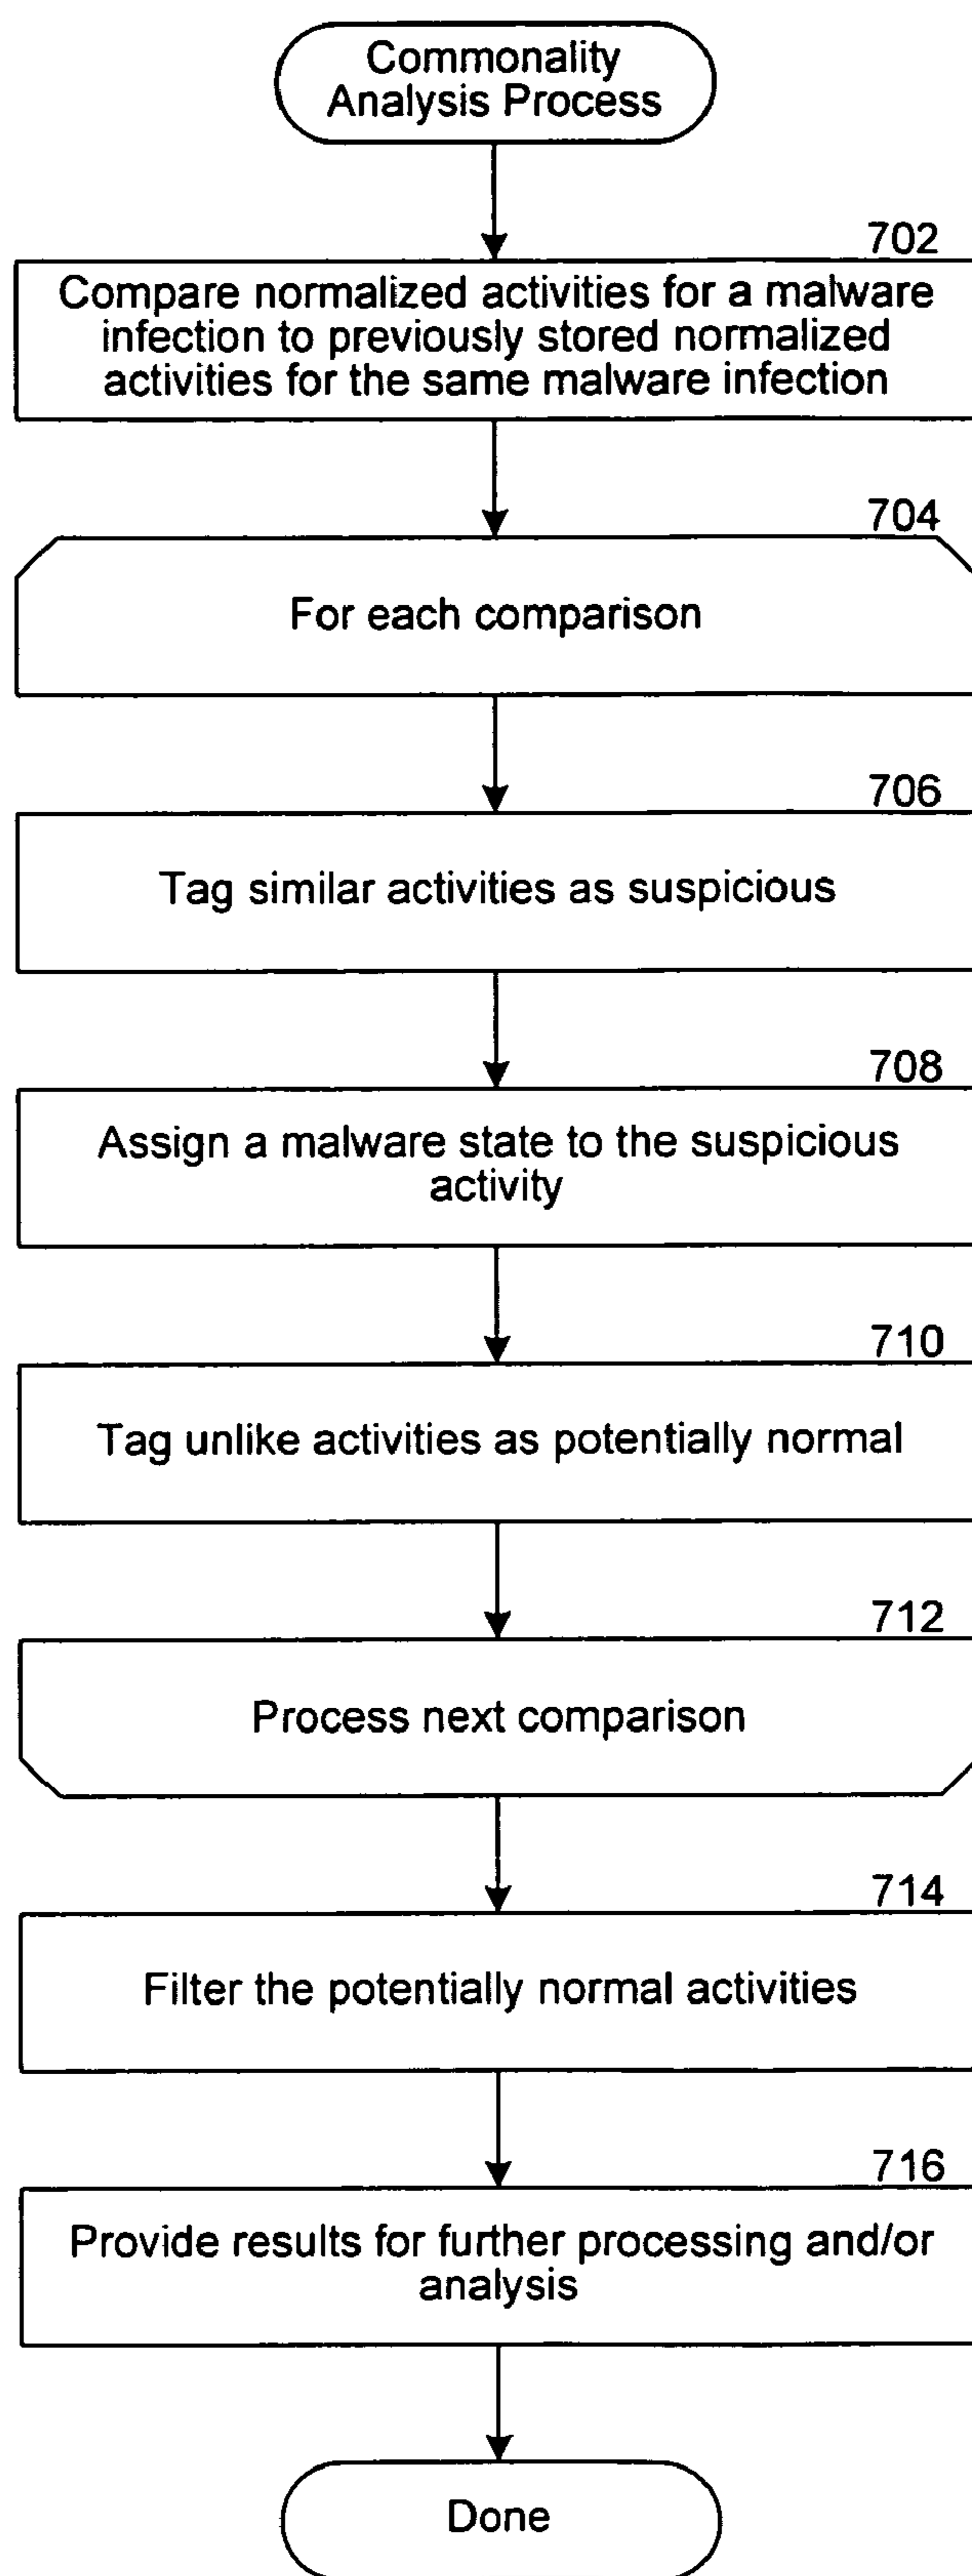 Commonality
Analysis Process
702
Compare normalized activities for a malware
infection to previously stored normalized
activities for the same malware infection
704
For each comparison
706
Tag similar activities as suspicious
708
Assign a malware state to the suspicious
activity
710
Tag unlike activities as potentially normal
712
Process next comparison
714
Filter the potentially normal activities
716
Provide results for further processing and/or
analysis
Done